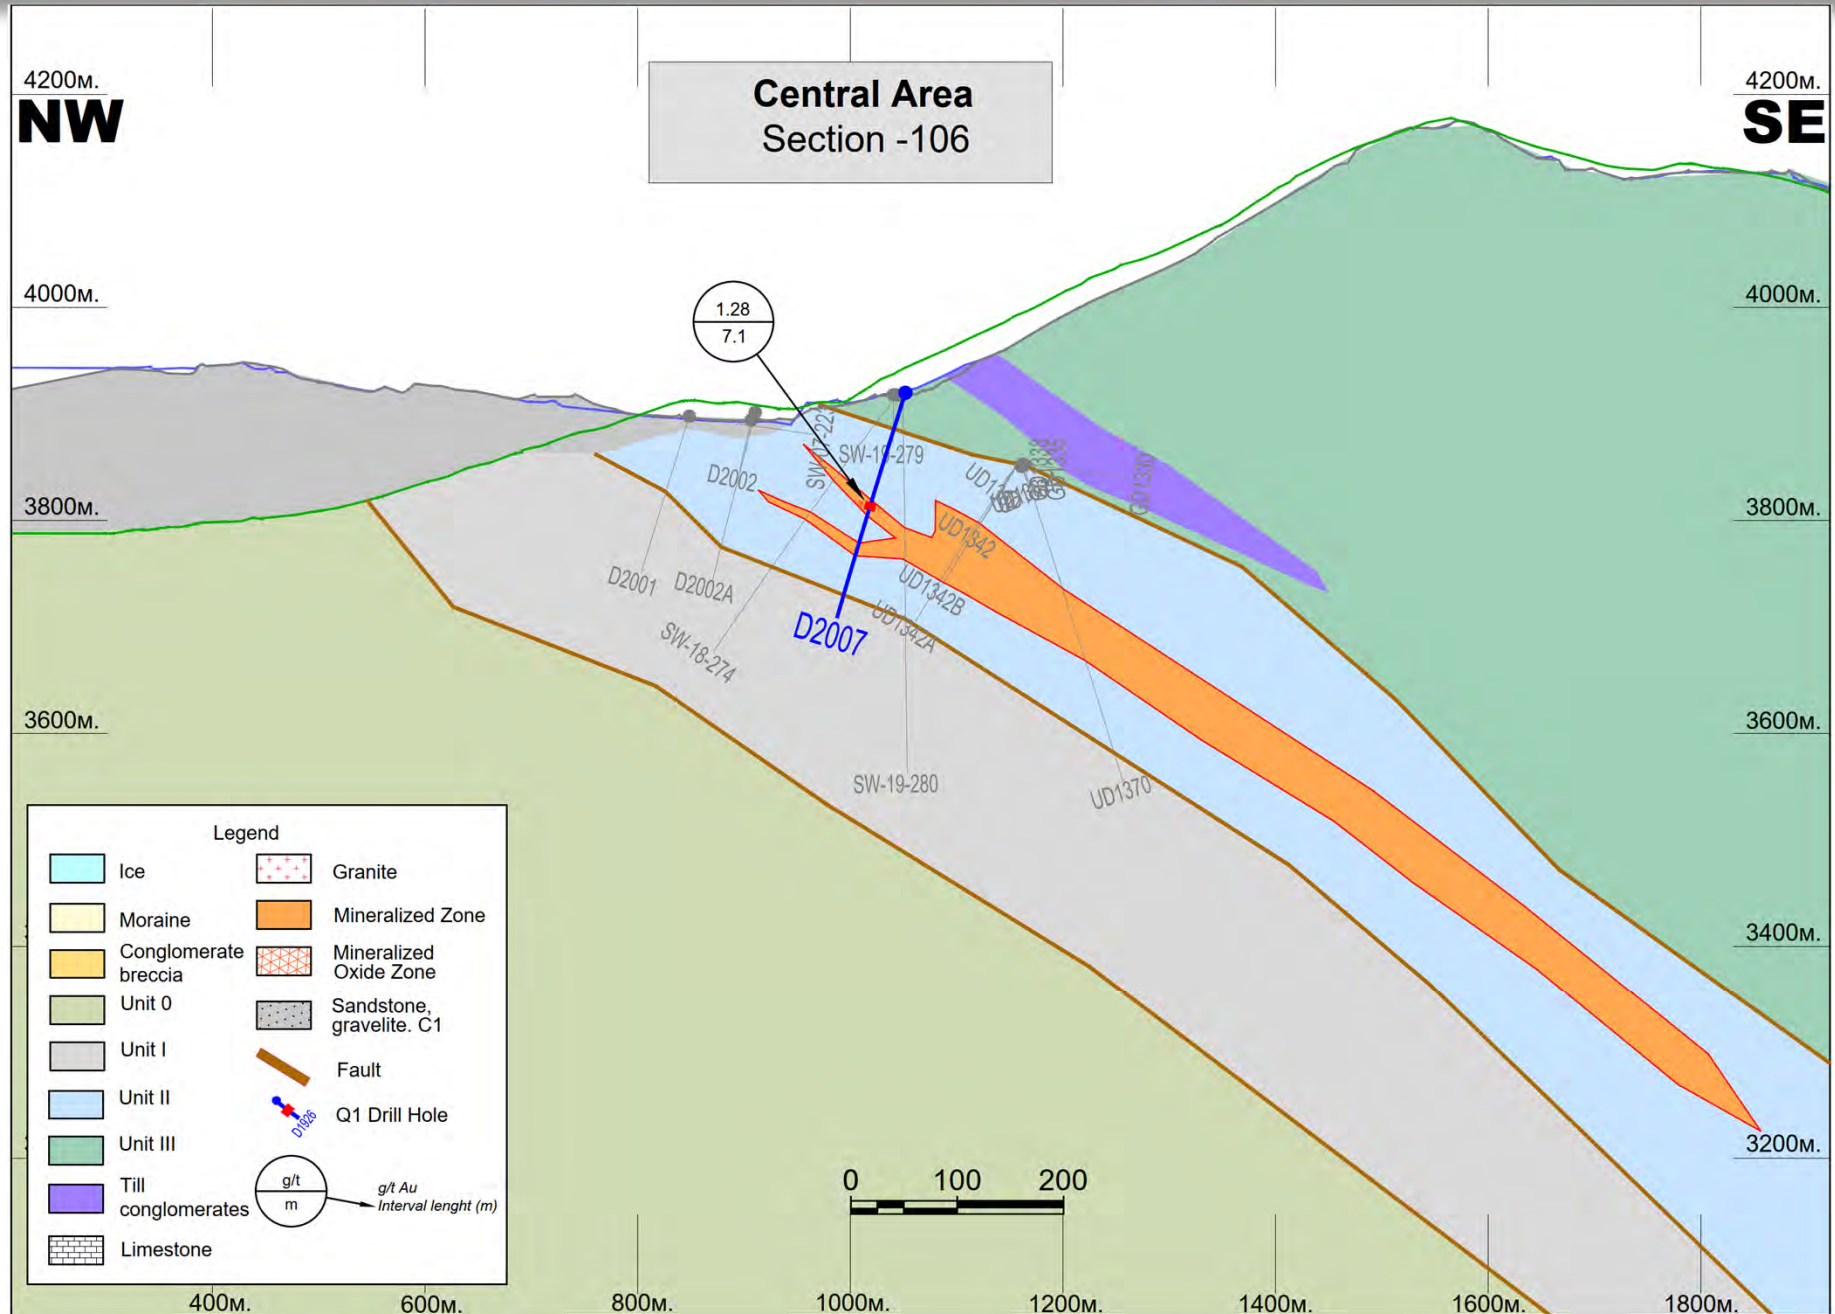 4200м.
4200м.
NW
SE
Central Area
Section -106
4000м.
4000м.
1.28
7.1
SW-07-223
SW-19-279
D2002
GD1330
UD1342
3800м.
3800м.
D2001
D2002A
UD1342B
UD1342A
D2007
SW-18-274
3600м.
3600м.
SW-19-280
UD1370
Legend
Ice
Granite
Moraine
Mineralized Zone
Conglomerate
breccia
Mineralized
Oxide Zone
3400м.
Unit 0
Sandstone,
gravelite. C1
Unit I
Fault
Unit II
Q1 Drill Hole
D1926
Unit III
3200м.
Till
conglomerates
g/t
m
g/t Au
Interval lenght (m)
Limestone
0 100 200
400м. 600м. 800м. 1000м. 1200м. 1400м. 1600м. 1800м.